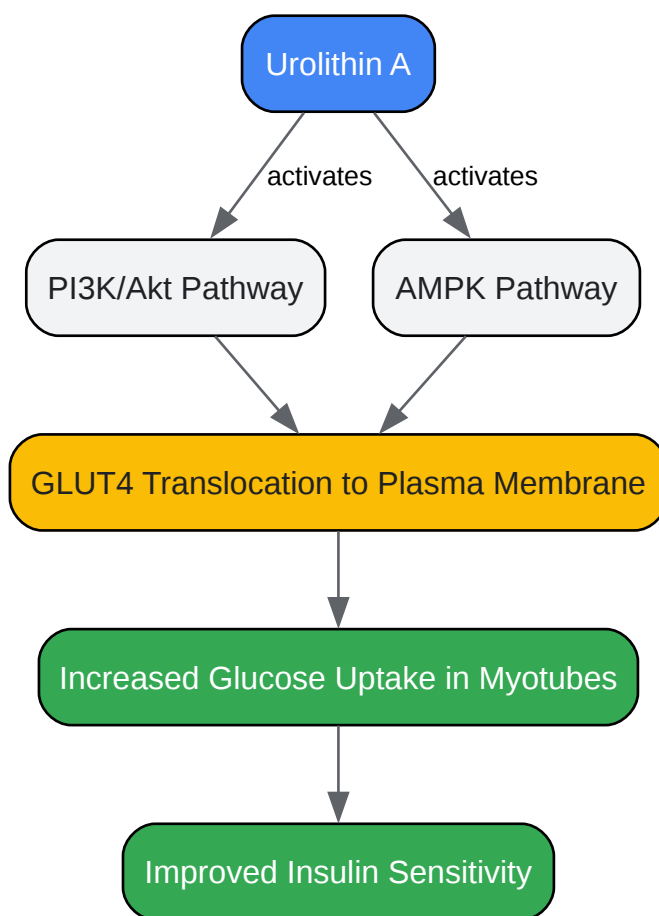 Urolithin A
activates
activates
PI3K/Akt Pathway
AMPK Pathway
GLUT4 Translocation to Plasma Membrane
Increased Glucose Uptake in Myotubes
Improved Insulin Sensitivity